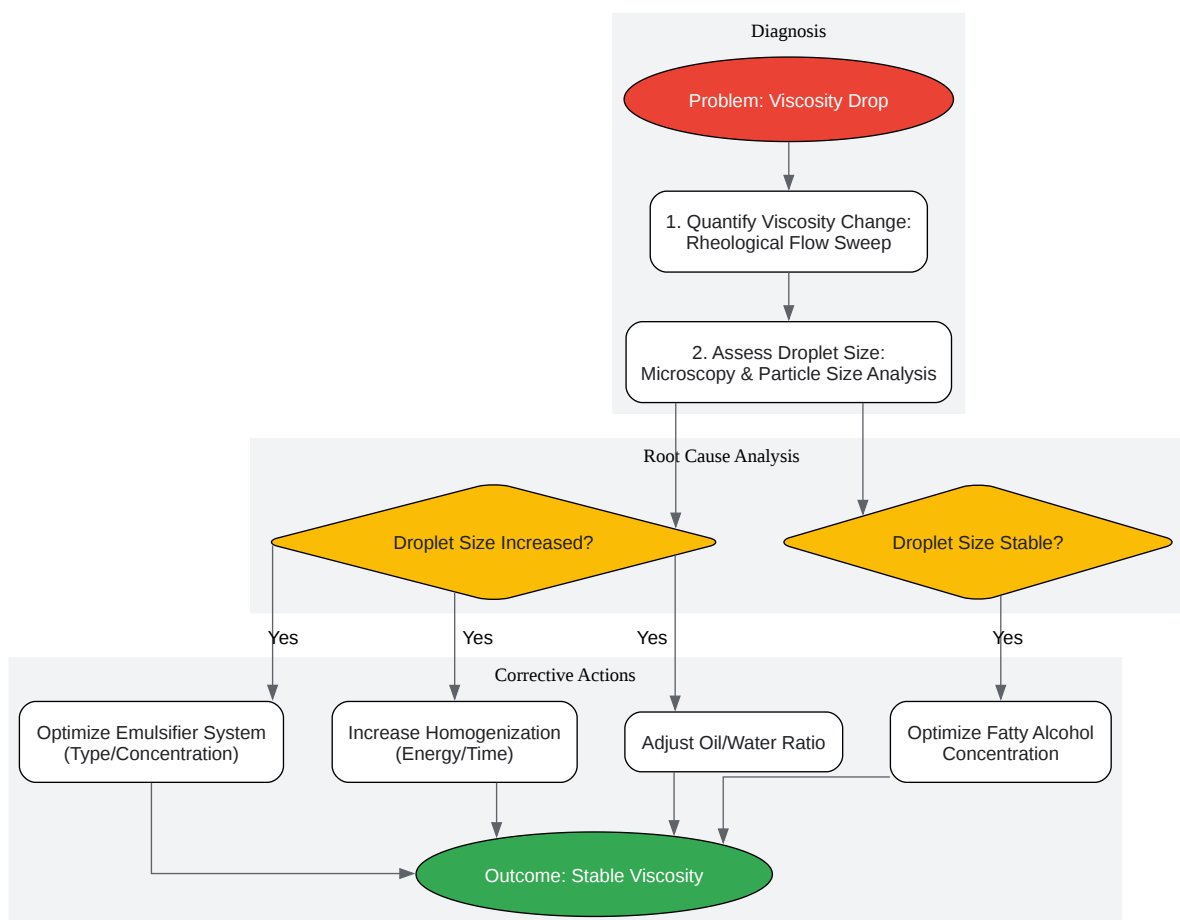 Diagnosis
Problem: Viscosity Drop
1. Quantify Viscosity Change:
Rheological Flow Sweep
2. Assess Droplet Size:
Microscopy & Particle Size Analysis
Root Cause Analysis
Droplet Size Increased?
Droplet Size Stable?
Yes
Yes
Yes
Yes
Corrective Actions
Optimize Emulsifier System
(Type/Concentration)
Increase Homogenization
(Energy/Time)
Adjust Oil/Water Ratio
Optimize Fatty Alcohol
Concentration
Outcome: Stable Viscosity